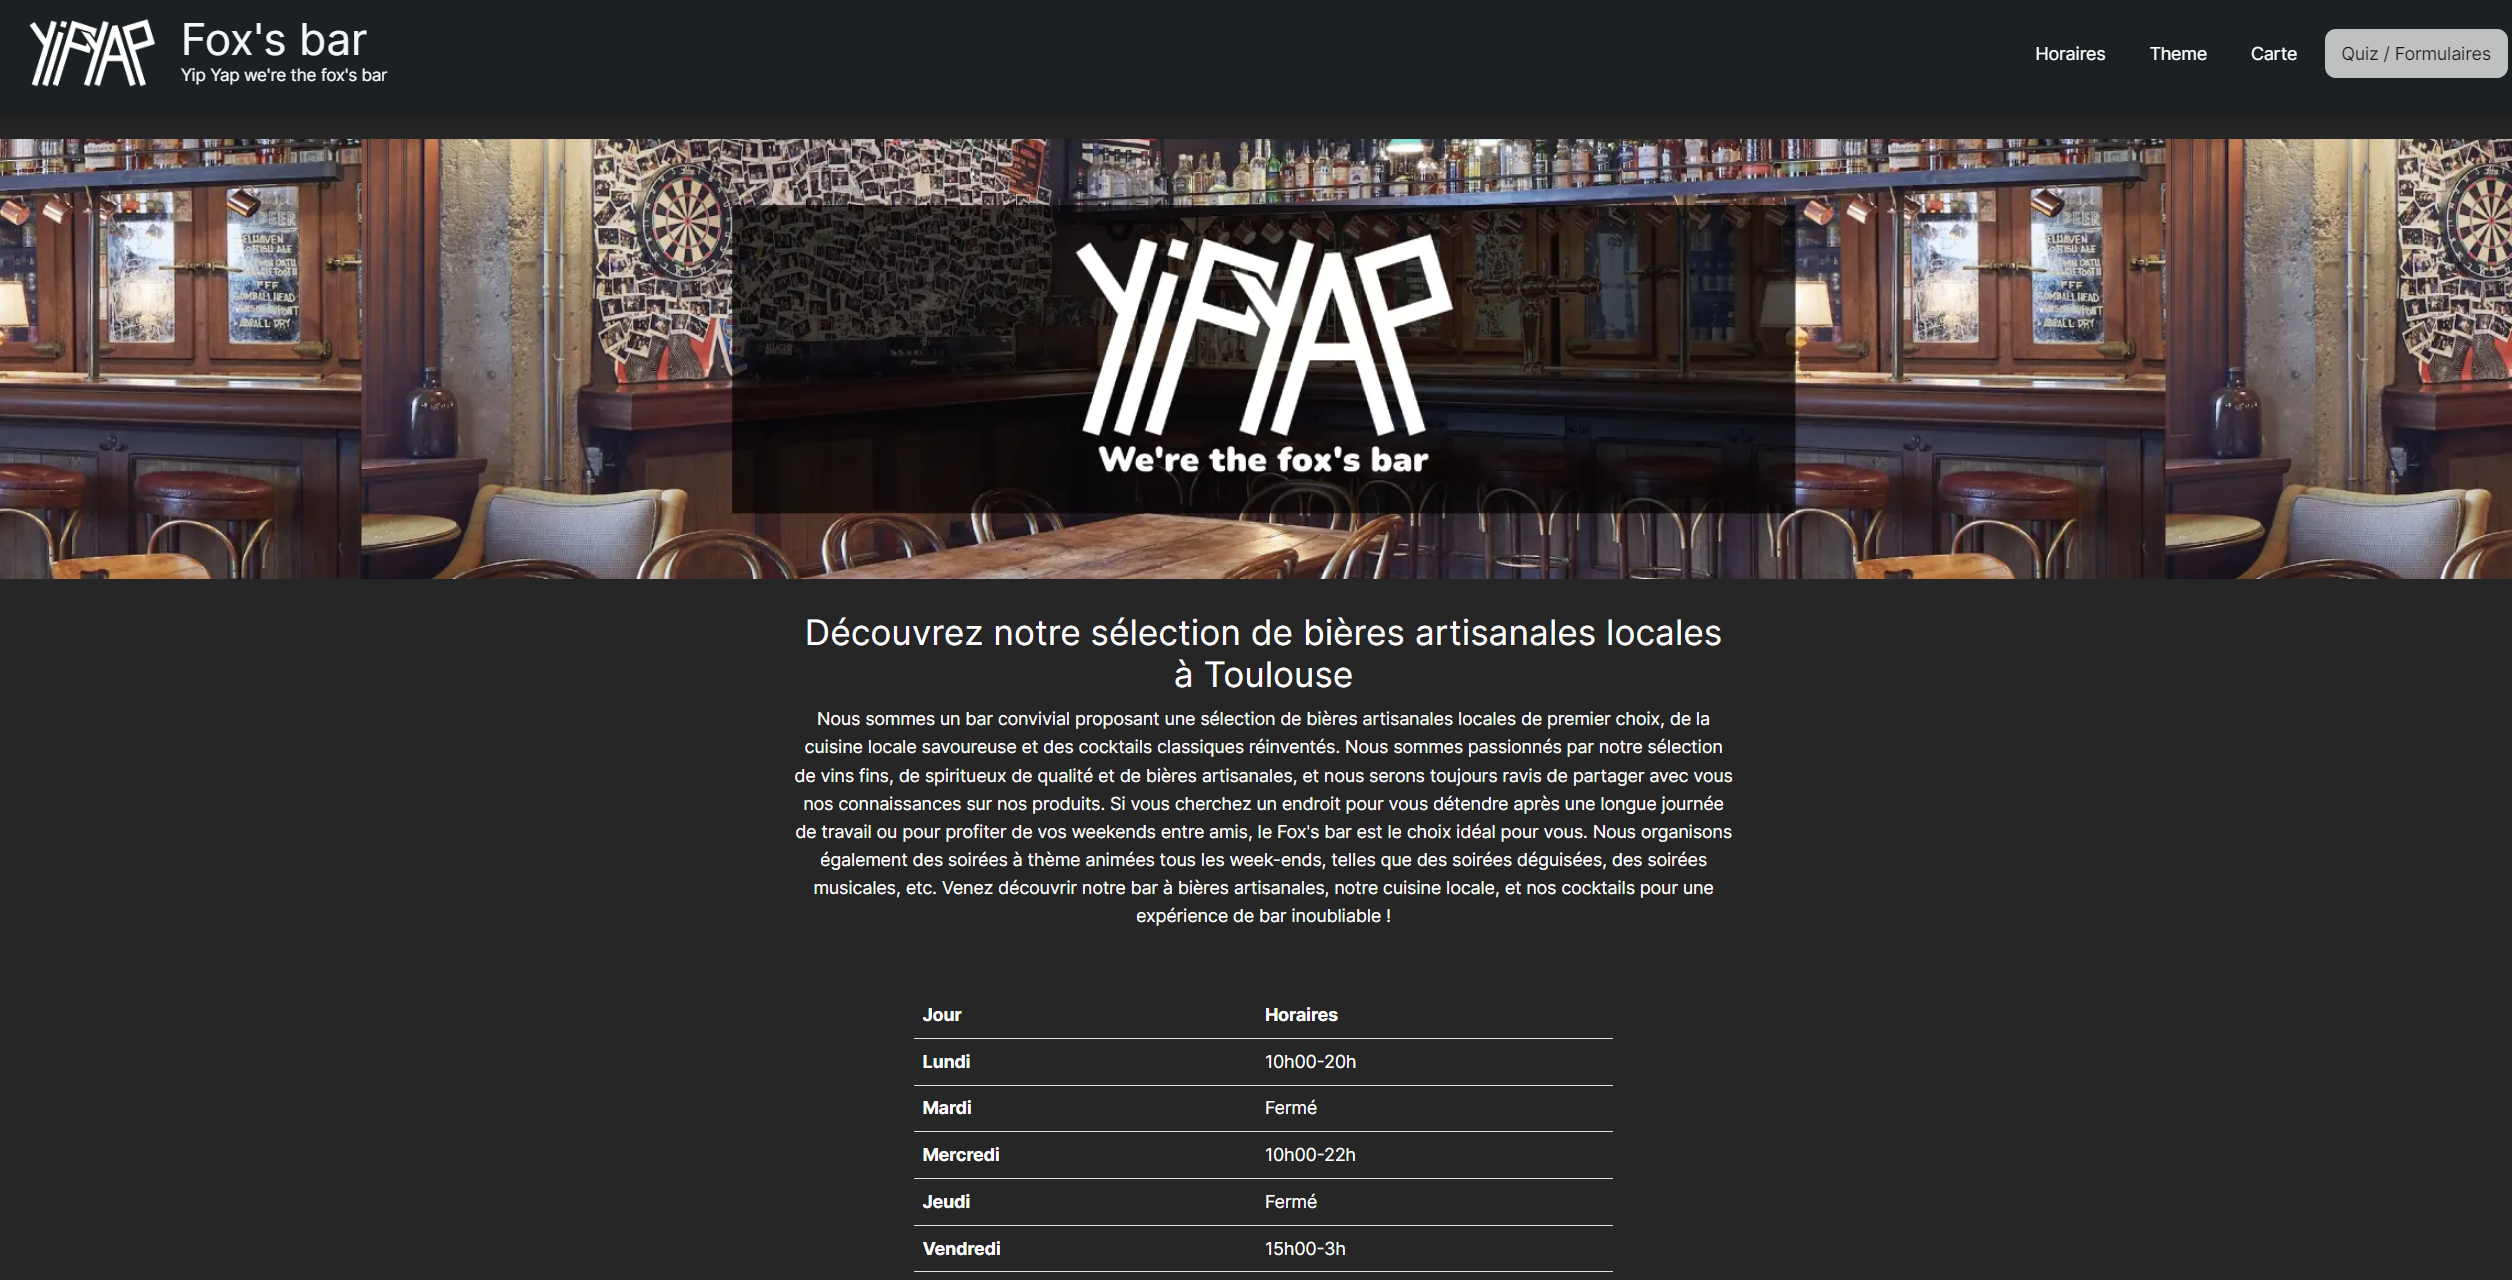 YiPYAP
Fox's bar
Yip Yap we're the fox's bar
Horaires
Theme
Carte
Quiz / Formulaires
YiPYAP
We're the fox's bar
Découvrez notre sélection de bières artisanales locales
à Toulouse
Nous sommes un bar convivial proposant une sélection de bières artisanales locales de premier choix, de la
cuisine locale savoureuse et des cocktails classiques réinventés. Nous sommes passionnés par notre sélection
de vins fins, de spiritueux de qualité et de bières artisanales, et nous serons toujours ravis de partager avec vous
nos connaissances sur nos produits. Si vous cherchez un endroit pour vous détendre après une longue journée
de travail ou pour profiter de vos weekends entre amis, le Fox's bar est le choix idéal pour vous. Nous organisons
également des soirées à thème animées tous les week-ends, telles que des soirées déguisées, des soirées
musicales, etc. Venez découvrir notre bar à bières artisanales, notre cuisine locale, et nos cocktails pour une
expérience de bar inoubliable !
Jour Horaires
Lundi 10h00-20h
Mardi Fermé
Mercredi 10h00-22h
Jeudi Fermé
Vendredi 15h00-3h